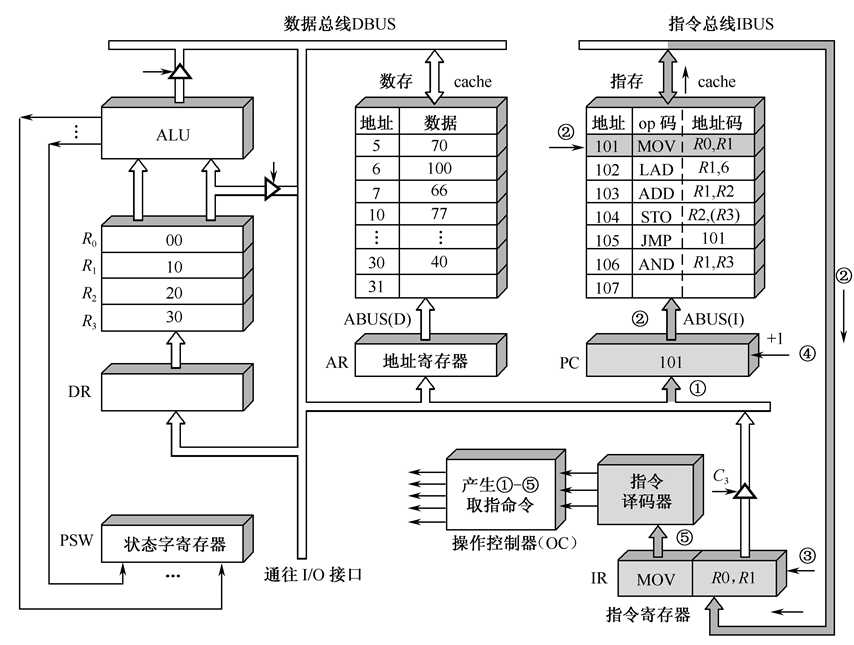 数据总线DBUS
指令总线IBUS
数存 cache
指存 cache
ALU
⋮
地址 数据
5 70
6 100
7 66
10 77
⋮ ⋮
30 40
31
②
地址 op 码 地址码
101 MOV R0,R1
102 LAD R1,6
103 ADD R1,R2
104 STO R2,(R3)
105 JMP 101
106 AND R1,R3
107
②
R0 00
R1 10
R2 20
R3 30
ABUS(D)
② ABUS(I)
AR 地址寄存器
PC 101
+1
④
DR
①
产生①-⑤
取指命令
操作控制器(OC)
指令
译码器
C3
⑤
PSW 状态字寄存器
...
通往 I/O 接口
IR MOV R0, R1
③
指令寄存器